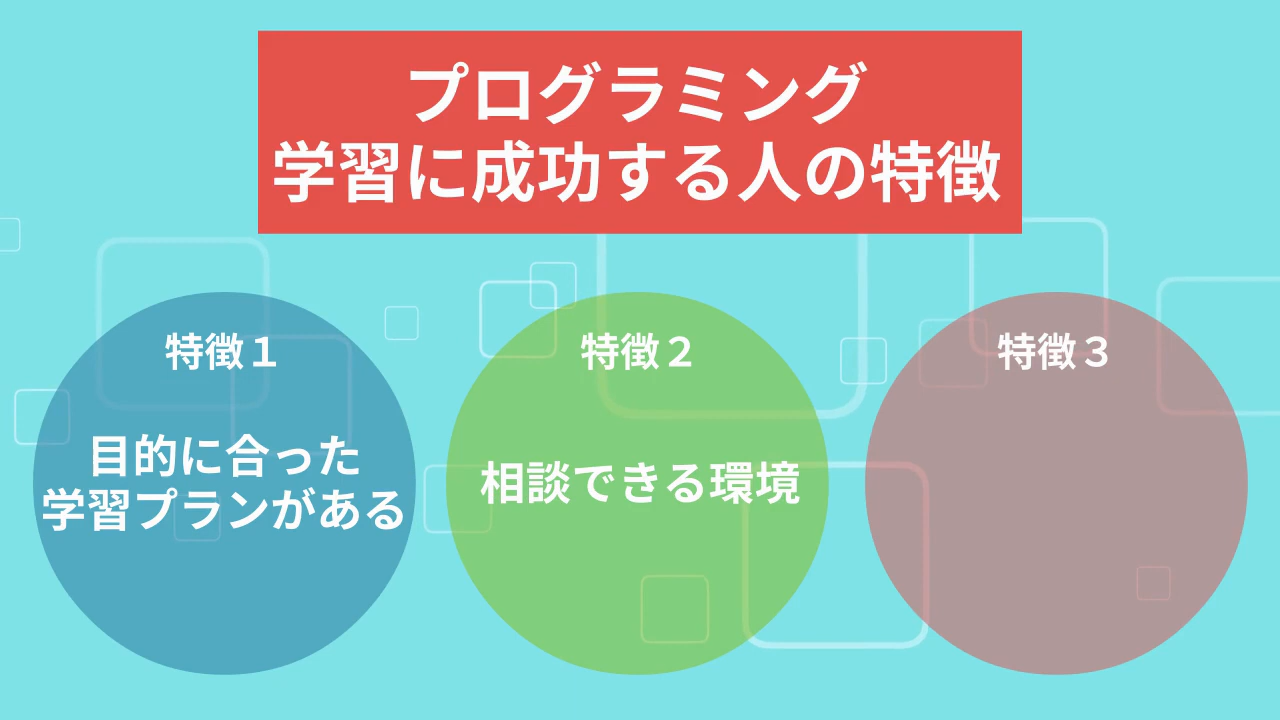 プログラミング
学習に成功する人の特徴
特徴１
目的に合った
学習プランがある
特徴２
相談できる環境
特徴３